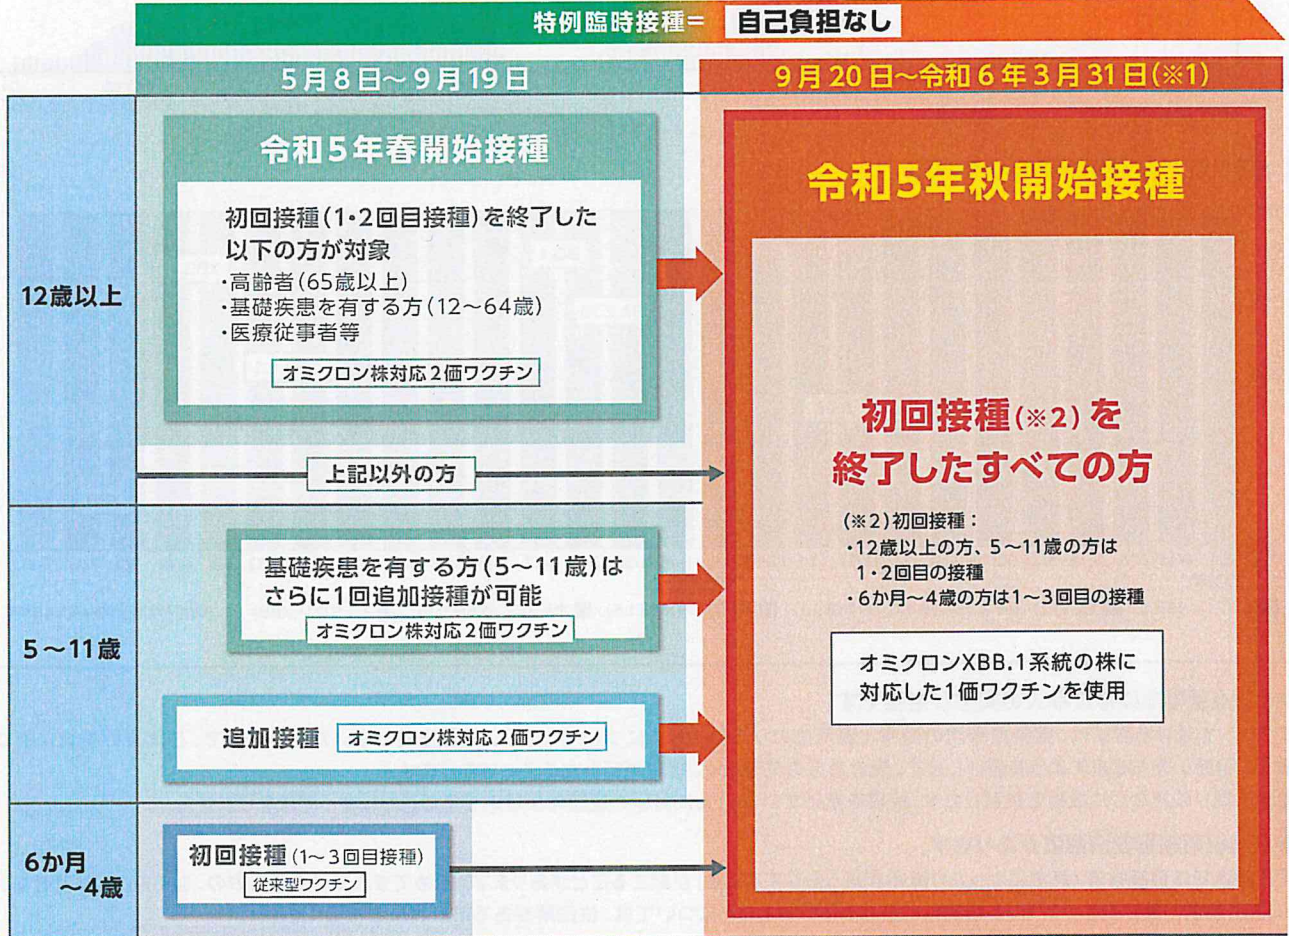 特例臨時接種= 自己負担なし
5月8日～9月19日
9月20日～令和6年3月31日(※1)
12歳以上
令和5年春開始接種
初回接種(1・2回目接種)を終了した
以下の方が対象
・高齢者(65歳以上)
・基礎疾患を有する方(12～64歳)
・医療従事者等
オミクロン株対応2価ワクチン
上記以外の方
5～11歳
基礎疾患を有する方(5～11歳)は
さらに1回追加接種が可能
オミクロン株対応2価ワクチン
追加接種 オミクロン株対応2価ワクチン
6か月
～4歳
初回接種(1～3回目接種)
従来型ワクチン
令和5年秋開始接種
初回接種(※2)を
終了したすべての方
(※2)初回接種：
・12歳以上の方、5～11歳の方は
1・2回目の接種
・6か月～4歳の方は1～3回目の接種
オミクロンXBB.1系統の株に
対応した1価ワクチンを使用